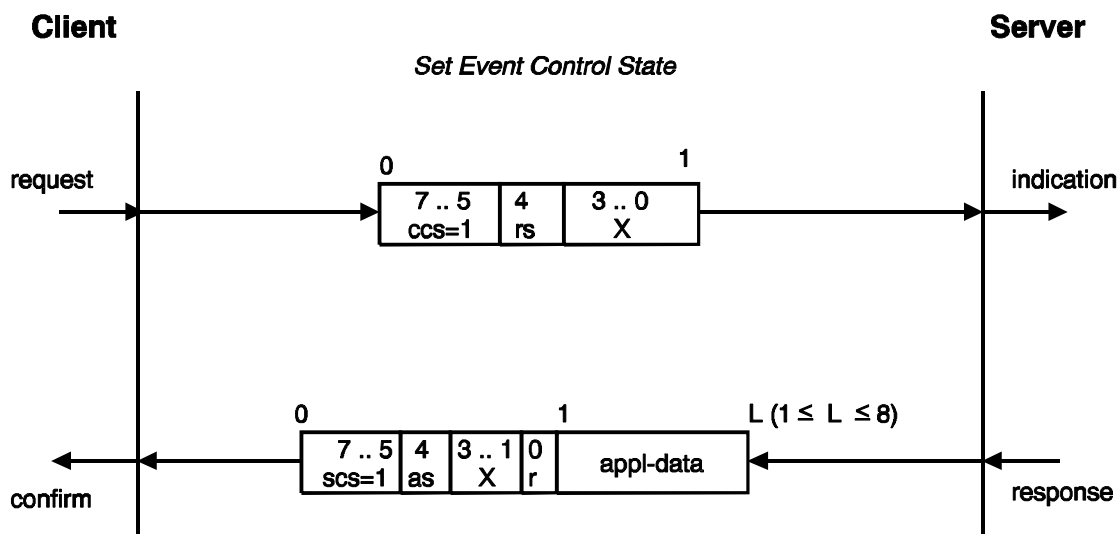 Client
Server
Set Event Control State
0
1
request
indication
7 .. 5
4
3 .. 0
ccs=1
rs
X
0
1
L (1 ≤ L ≤ 8)
7 .. 5
4
3 .. 1
0
scs=1
as
X
r
appl-data
confirm
response